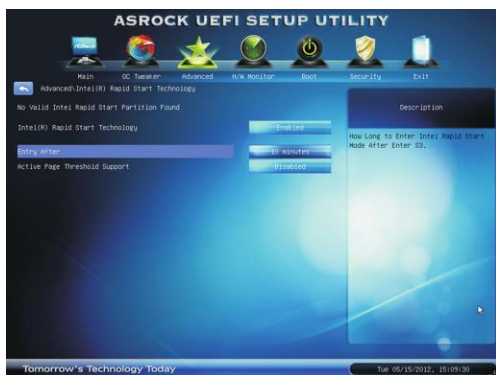 ASROCK UEFI SETUP UTILITY
Main OC Tweaker Advanced H/W Monitor Boot Security Exit
Advanced\Intel(R) Rapid Start Technology
No Valid Intel Rapid Start Partition Found
Intel(R) Rapid Start Technology Enabled
Entry After 10 minutes
Active Page Threshold Support Disabled
Description
How Long to Enter Intel Rapid Start
Mode After Enter S3.
Tomorrow's Technology Today
Tue 05/15/2012, 15:09:30